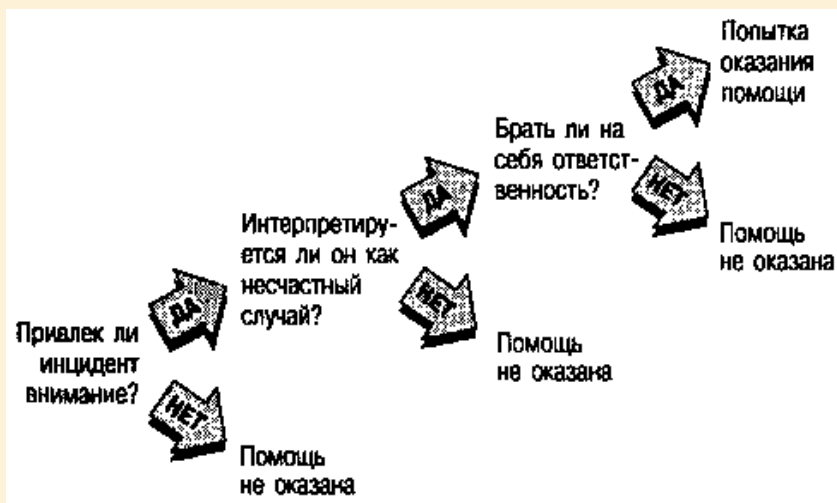 Привлек ли
инцидент
внимание?
ДА
НЕТ
Помощь
не оказана
Интерпретиру-
ется ли он как
несчастный
случай?
ДА
НЕТ
Помощь
не оказана
Брать ли на
себя ответст-
венность?
ДА
НЕТ
Попытка
оказания
помощи
Помощь
не оказана